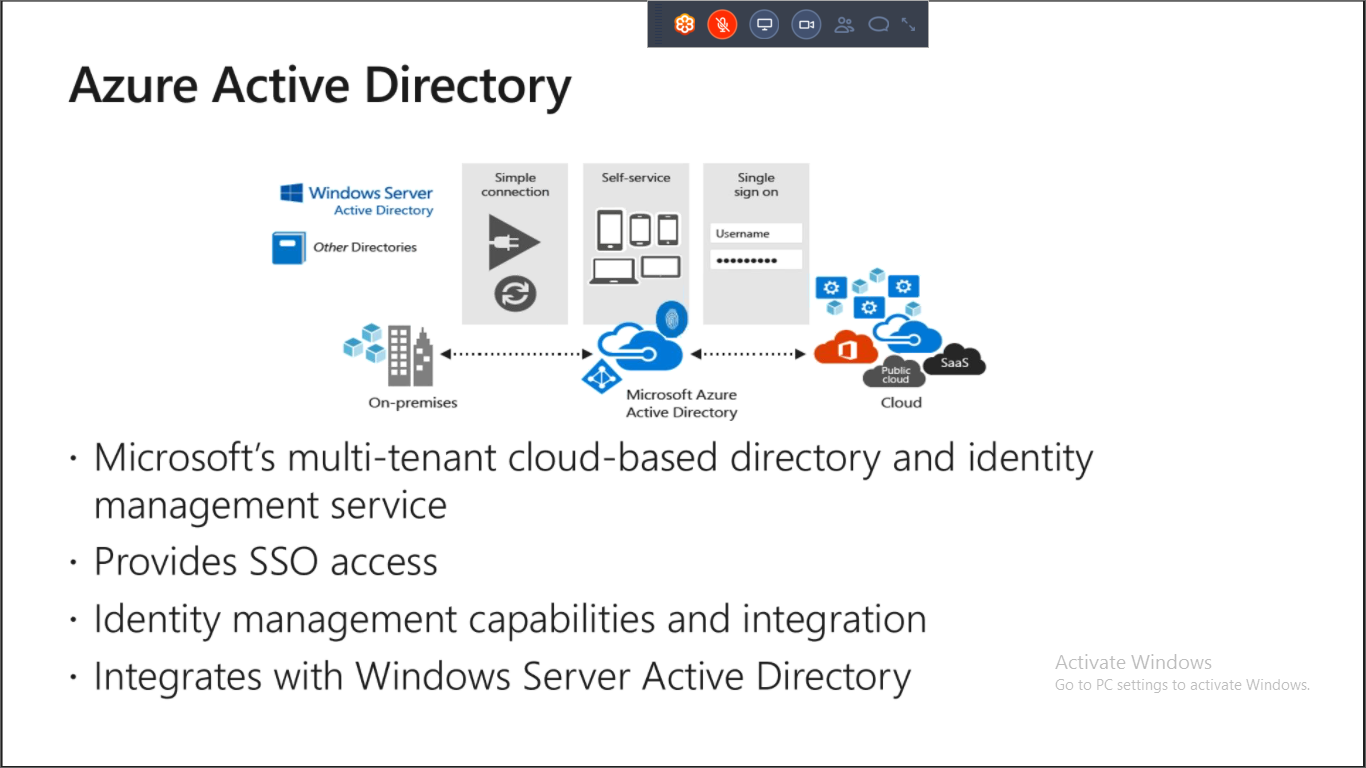 Azure Active Directory
Windows Server
Active Directory
Other Directories
Simple
connection
Self-service
Single
sign on
Username
On-premises
Microsoft Azure
Active Directory
Public
cloud
SaaS
Cloud
• Microsoft’s multi-tenant cloud-based directory and identity
management service
• Provides SSO access
• Identity management capabilities and integration
• Integrates with Windows Server Active Directory
Activate Windows
Go to PC settings to activate Windows.